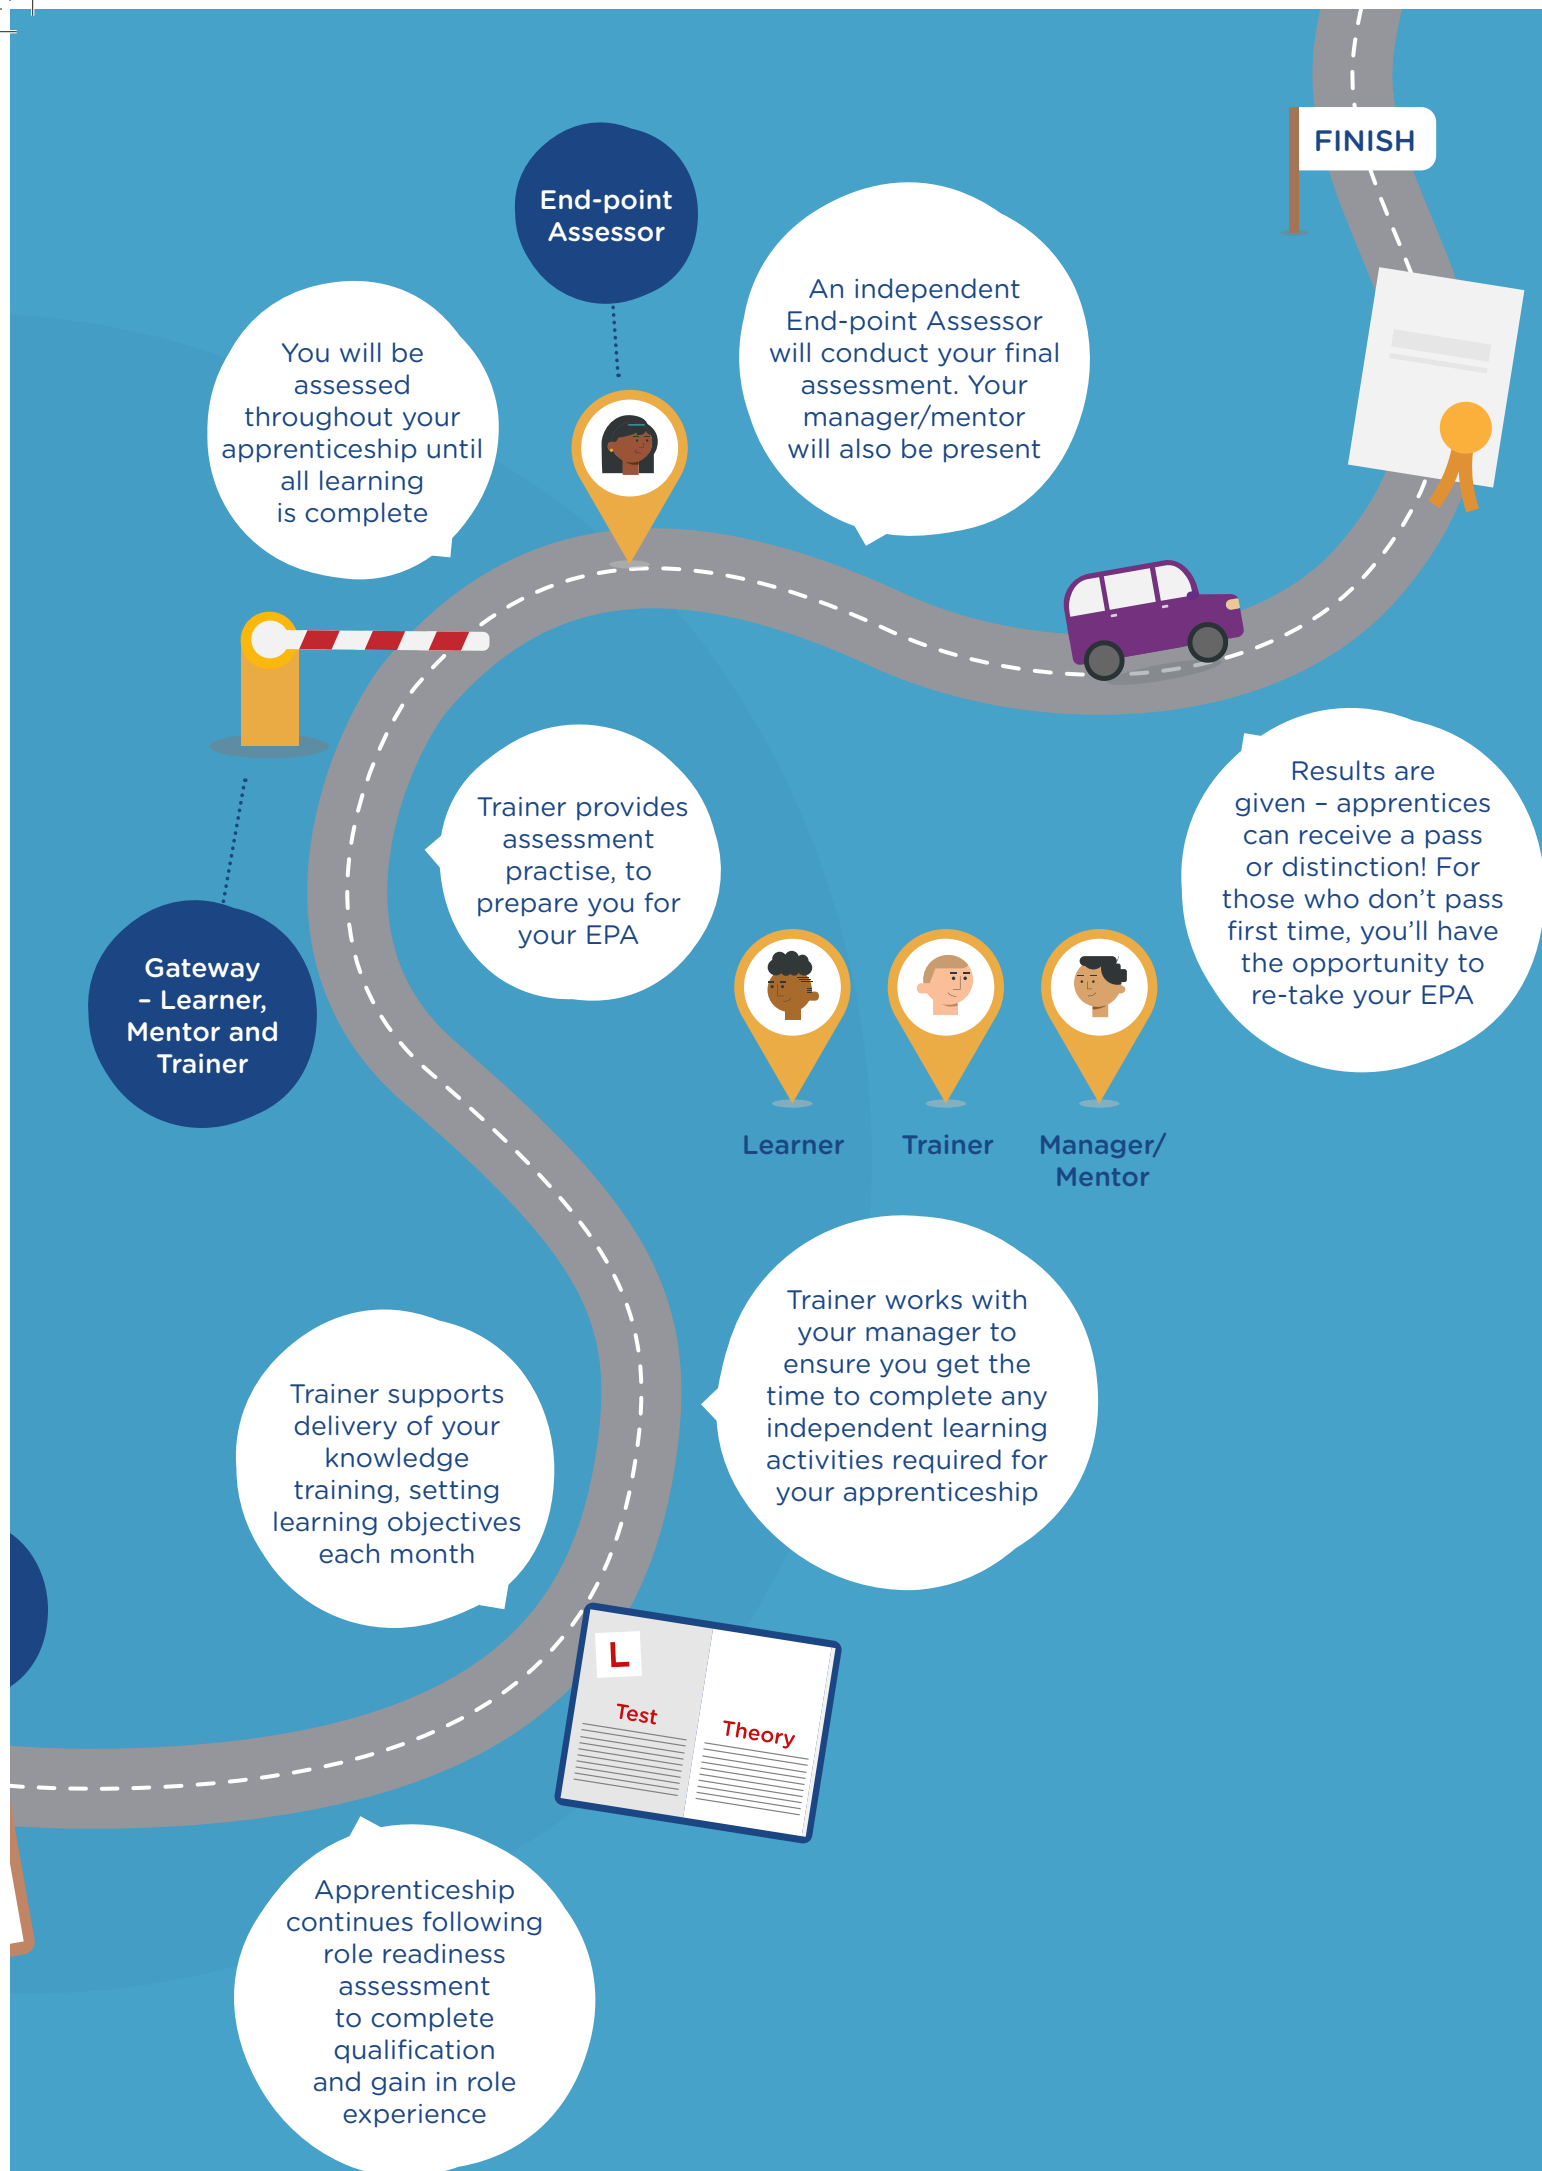 FINISH
End-point
Assessor
An independent
End-point Assessor
will conduct your final
assessment. Your
manager/mentor
will also be present
You will be
assessed
throughout your
apprenticeship until
all learning
is complete
Results are
given – apprentices
can receive a pass
or distinction! For
those who don’t pass
first time, you’ll have
the opportunity to
re-take your EPA
Trainer provides
assessment
practise, to
prepare you for
your EPA
Gateway
– Learner,
Mentor and
Trainer
Learner
Trainer
Manager/
Mentor
Trainer works with
your manager to
ensure you get the
time to complete any
independent learning
activities required for
your apprenticeship
Trainer supports
delivery of your
knowledge
training, setting
learning objectives
each month
L
Test
Theory
Apprenticeship
continues following
role readiness
assessment
to complete
qualification
and gain in role
experience